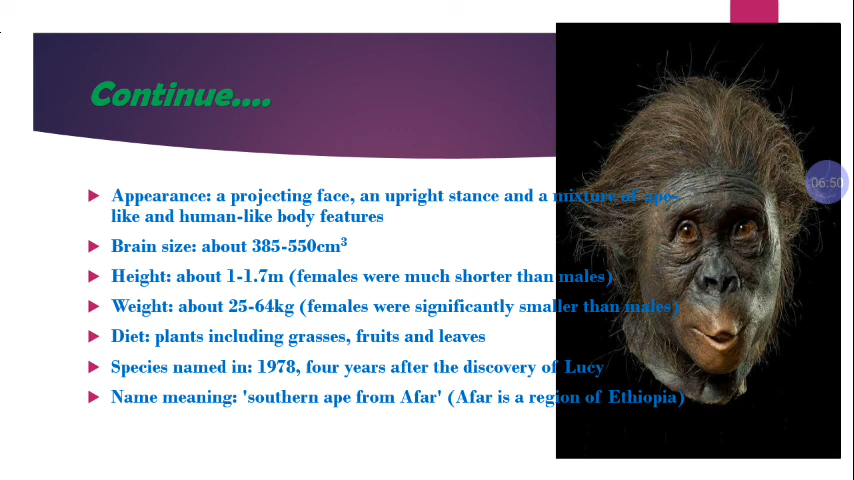 Continue....
06:50
Appearance: a projecting face, an upright stance and a mixture of ape-
like and human-like body features
Brain size: about 385-550cm³
Height: about 1-1.7m (females were much shorter than males)
Weight: about 25-64kg (females were significantly smaller than males)
Diet: plants including grasses, fruits and leaves
Species named in: 1978, four years after the discovery of Lucy
Name meaning: 'southern ape from Afar' (Afar is a region of Ethiopia)